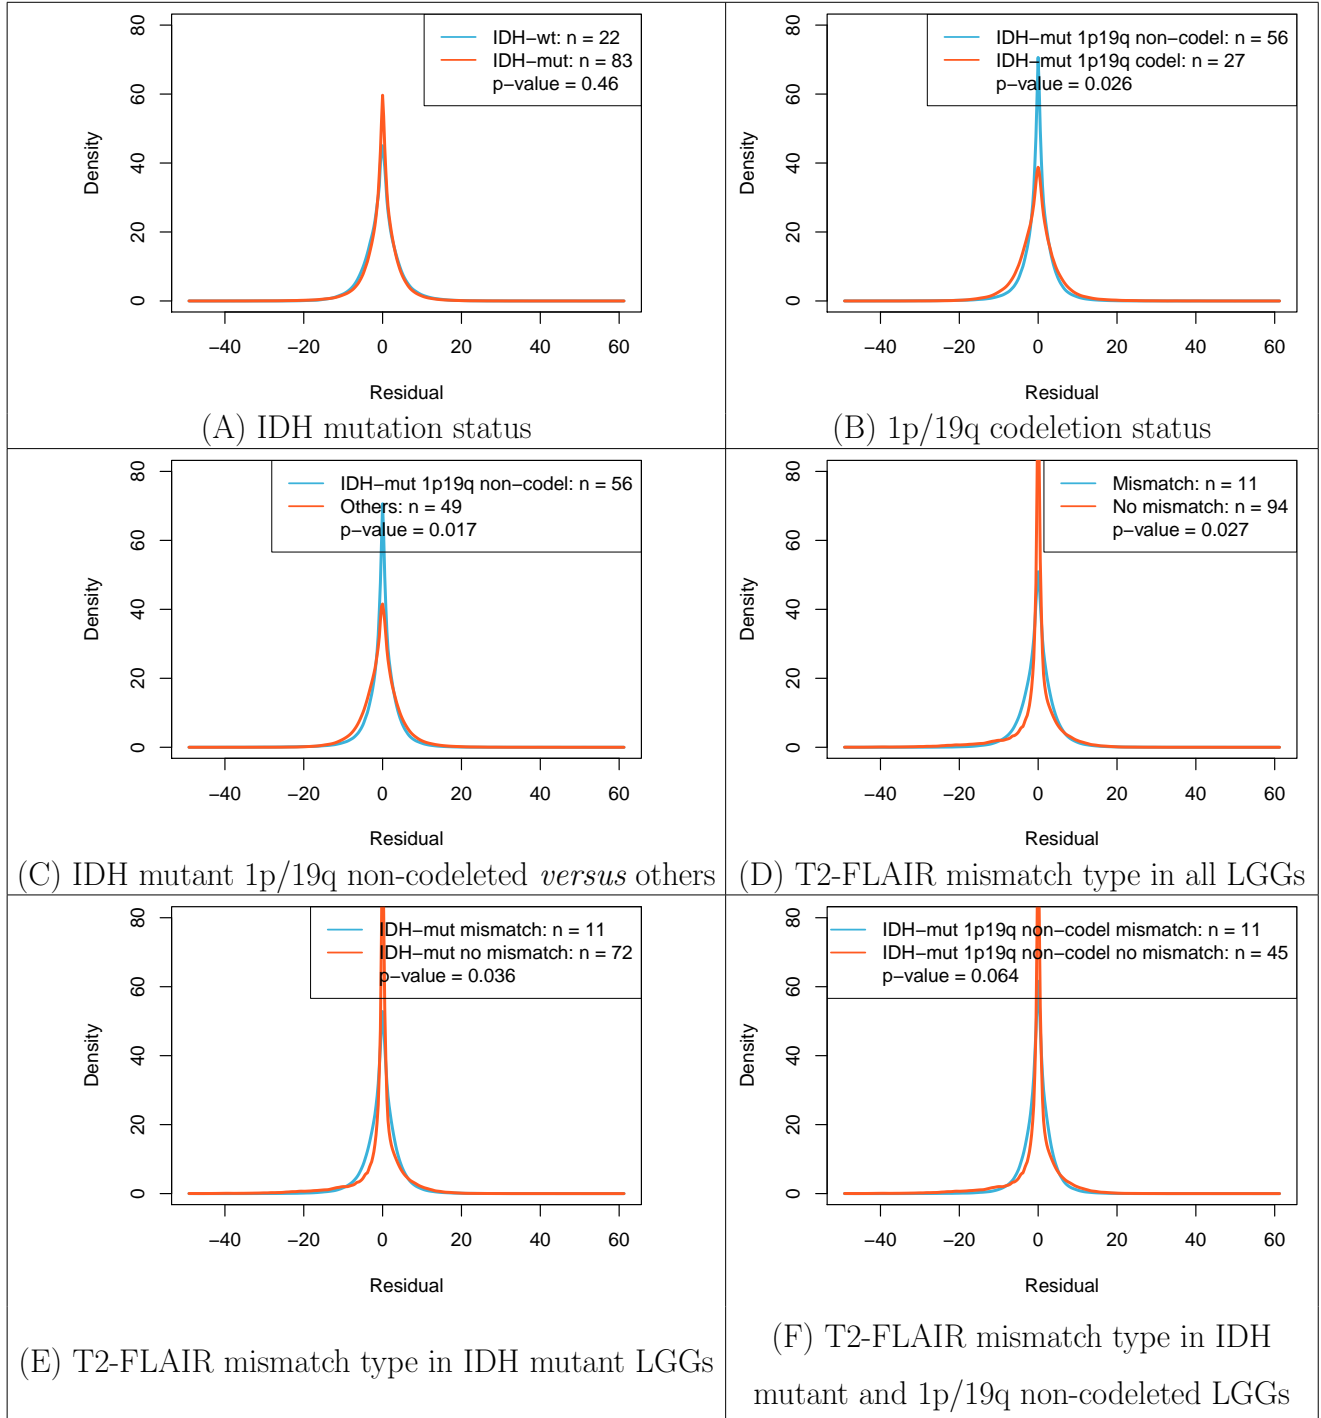 IDH−wt: n = 22
IDH−mut: n = 83
p−value = 0.46
Density
0 20 40 60 80
−40 −20 0 20 40 60
Residual
(A) IDH mutation status
IDH−mut 1p19q non−codel: n = 56
IDH−mut 1p19q codel: n = 27
p−value = 0.026
Density
0 20 40 60 80
−40 −20 0 20 40 60
Residual
(B) 1p/19q codeletion status
IDH−mut 1p19q non−codel: n = 56
Others: n = 49
p−value = 0.017
Density
0 20 40 60 80
−40 −20 0 20 40 60
Residual
(C) IDH mutant 1p/19q non-codeleted versus others
Mismatch: n = 11
No mismatch: n = 94
p−value = 0.027
Density
0 20 40 60 80
−40 −20 0 20 40 60
Residual
(D) T2-FLAIR mismatch type in all LGGs
IDH−mut mismatch: n = 11
IDH−mut no mismatch: n = 72
p−value = 0.036
Density
0 20 40 60 80
−40 −20 0 20 40 60
Residual
(E) T2-FLAIR mismatch type in IDH mutant LGGs
IDH−mut 1p19q non−codel mismatch: n = 11
IDH−mut 1p19q non−codel no mismatch: n = 45
p−value = 0.064
Density
0 20 40 60 80
−40 −20 0 20 40 60
Residual
(F) T2-FLAIR mismatch type in IDH
mutant and 1p/19q non-codeleted LGGs